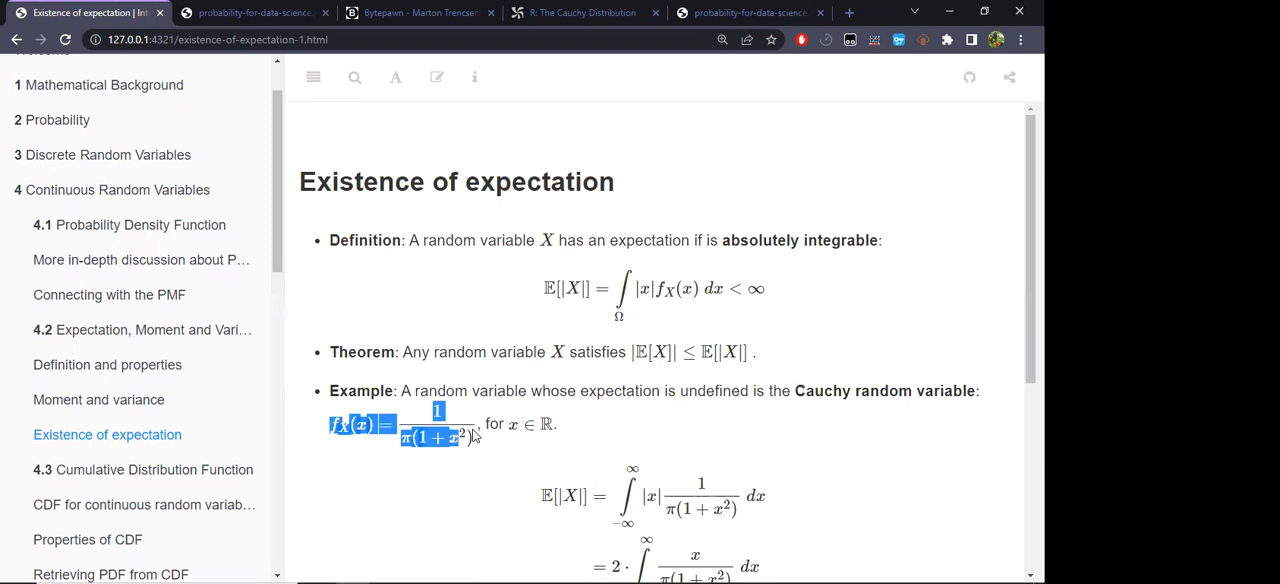 Existence of expectation | Int
probability-for-data-science
Bytepawn - Marton Trencsen
R: The Cauchy Distribution
probability-for-data-science
127.0.0.1:4321/existence-of-expectation-1.html
1 Mathematical Background
2 Probability
3 Discrete Random Variables
4 Continuous Random Variables
4.1 Probability Density Function
More in-depth discussion about P…
Connecting with the PMF
4.2 Expectation, Moment and Vari…
Definition and properties
Moment and variance
Existence of expectation
4.3 Cumulative Distribution Function
CDF for continuous random variab…
Properties of CDF
Retrieving PDF from CDF
Existence of expectation
• Definition: A random variable X has an expectation if is absolutely integrable:
𝔼[|X|] = ∫_Ω |x|f_X(x) dx < ∞
• Theorem: Any random variable X satisfies |𝔼[X]| ≤ 𝔼[|X|] .
• Example: A random variable whose expectation is undefined is the Cauchy random variable:
f_X(x) = 1/(π(1 + x²)), for x ∈ ℝ.
𝔼[|X|] = ∫_{-∞}^{∞} |x| 1/(π(1 + x²)) dx
= 2 · ∫^{∞} x/(π(1 + x²)) dx